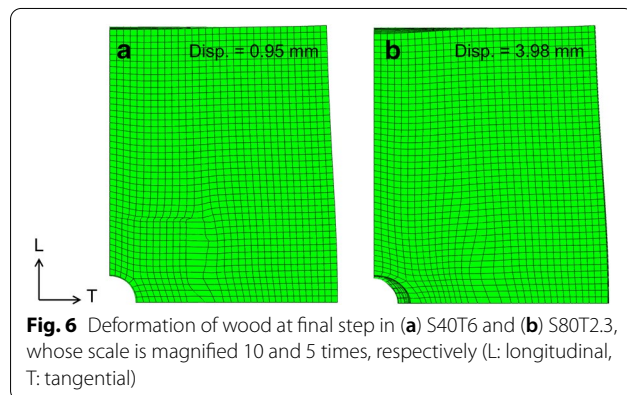 a Disp. = 0.95 mm
b Disp. = 3.98 mm
L
T
Fig. 6 Deformation of wood at final step in (a) S40T6 and (b) S80T2.3,
whose scale is magnified 10 and 5 times, respectively (L: longitudinal,
T: tangential)